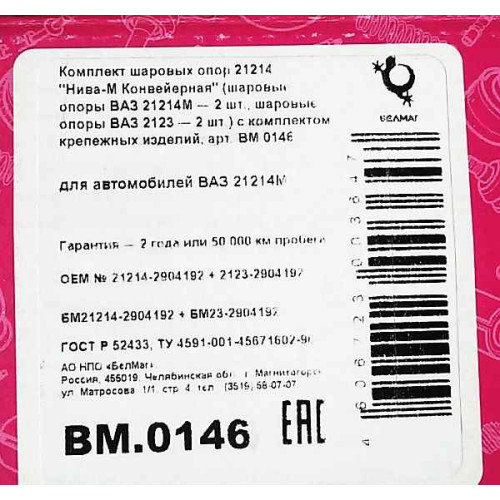 Комплект шаровых опор 21214
"Нива-М Конвейерная" (шаровые
опоры ВАЗ 21214М — 2 шт., шаровые
опоры ВАЗ 2123 — 2 шт.) с комплектом
крепежных изделий, арт. ВМ 0146
БЕЛМАГ
для автомобилей ВАЗ 21214М
Гарантия — 2 года или 50 000 км пробега
OEM № 21214-2904192 + 2123-2904192
БМ21214-2904192 + БМ23-2904192
ГОСТ Р 52433, ТУ 4591-001-45671602-98
АО НПО «БелМаг»
Россия, 455019, Челябинская обл., г. Магнитогорск
ул. Матросова 1/1 стр. 4 тел. (3519) 58-07-07
BM.0146 EAC